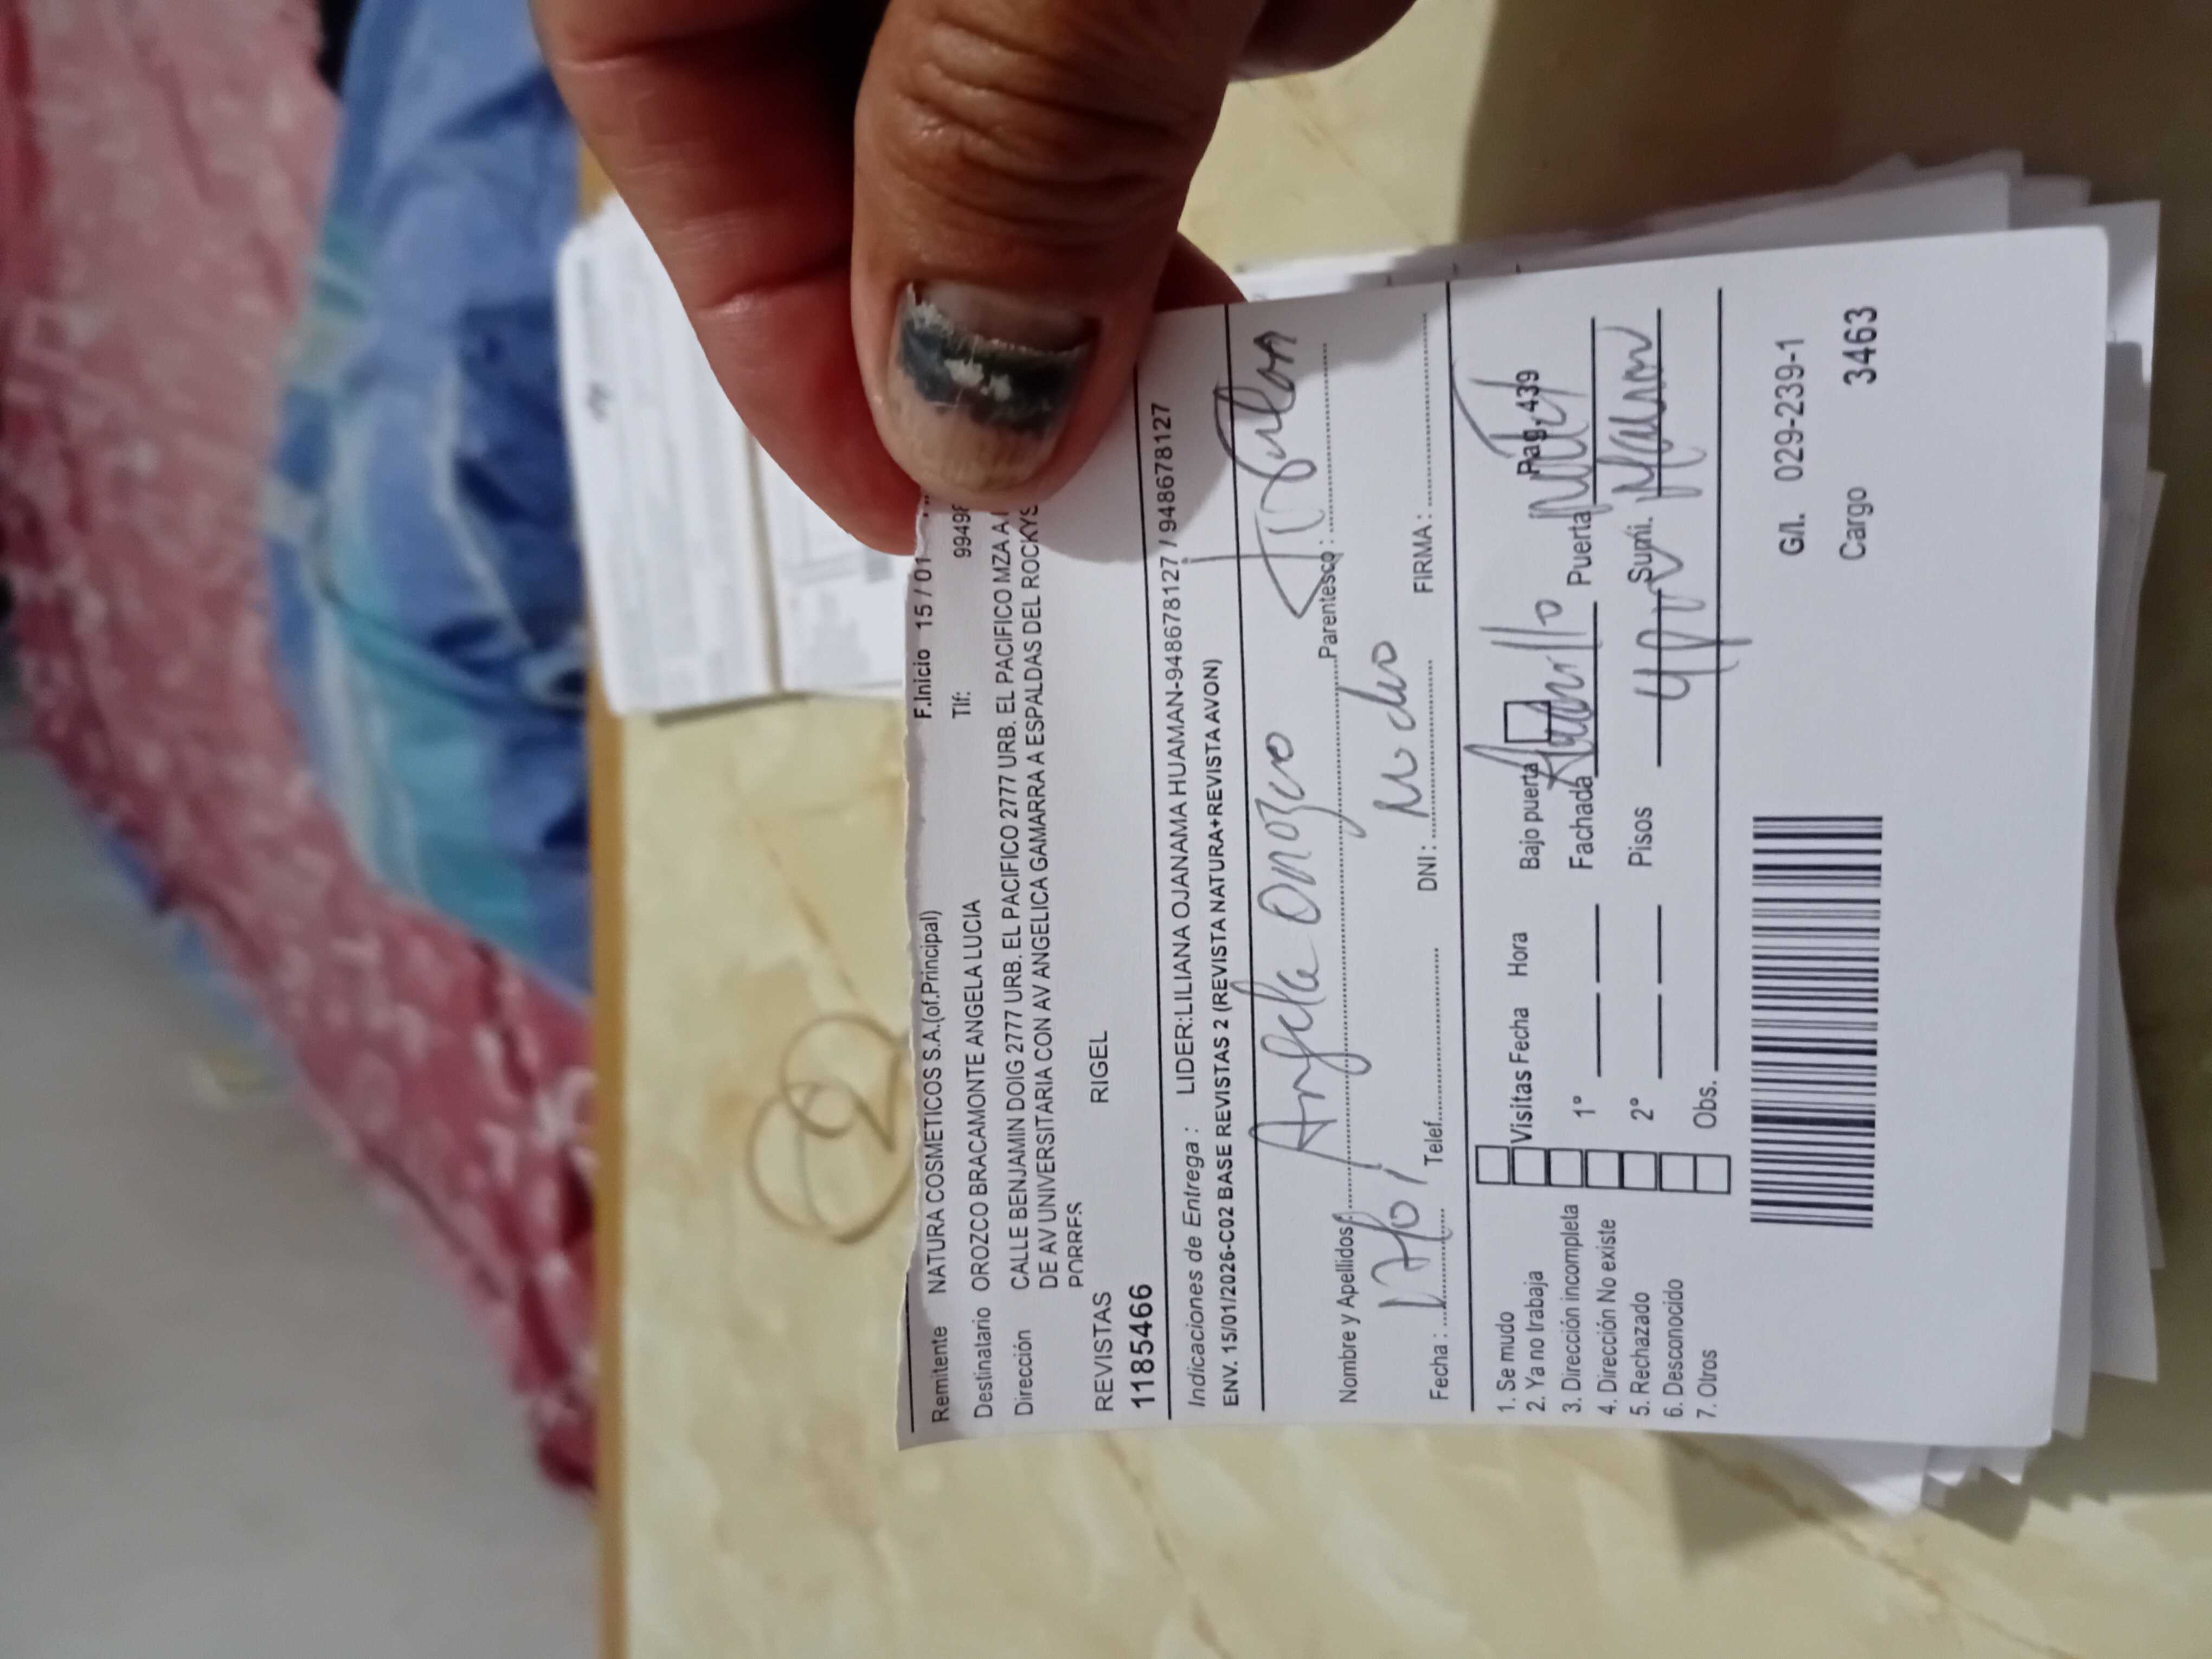 F.Inicio 15 / 01
Remitente NATURA COSMETICOS S.A.(of.Principal)
Tlf: 99498
Destinatario OROZCO BRACAMONTE ANGELA LUCIA
Dirección CALLE BENJAMIN DOIG 2777 URB. EL PACIFICO 2777 URB. EL PACIFICO MZA A
DE AV UNIVERSITARIA CON AV ANGELICA GAMARRA A ESPALDAS DEL ROCKYS
PORRES
REVISTAS RIGEL
1185466
Indicaciones de Entrega : LIDER:LILIANA OJANAMA HUAMAN-948678127 / 948678127
ENV. 15/01/2026-C02 BASE REVISTAS 2 (REVISTA NATURA+REVISTA AVON)
Angela Orozco
Nombre y Apellidos: Parentesco :
No dio
Fecha : Telef. DNI : FIRMA :
Pag.439
1. Se mudo Visitas Fecha Hora Bajo puerta
2. Ya no trabaja
3. Dirección incompleta 1° Fachada Amarillo Puerta
4. Dirección No existe
5. Rechazado 2° Pisos Sumi.
6. Desconocido
7. Otros Obs.
G/l. 029-239-1
Cargo 3463